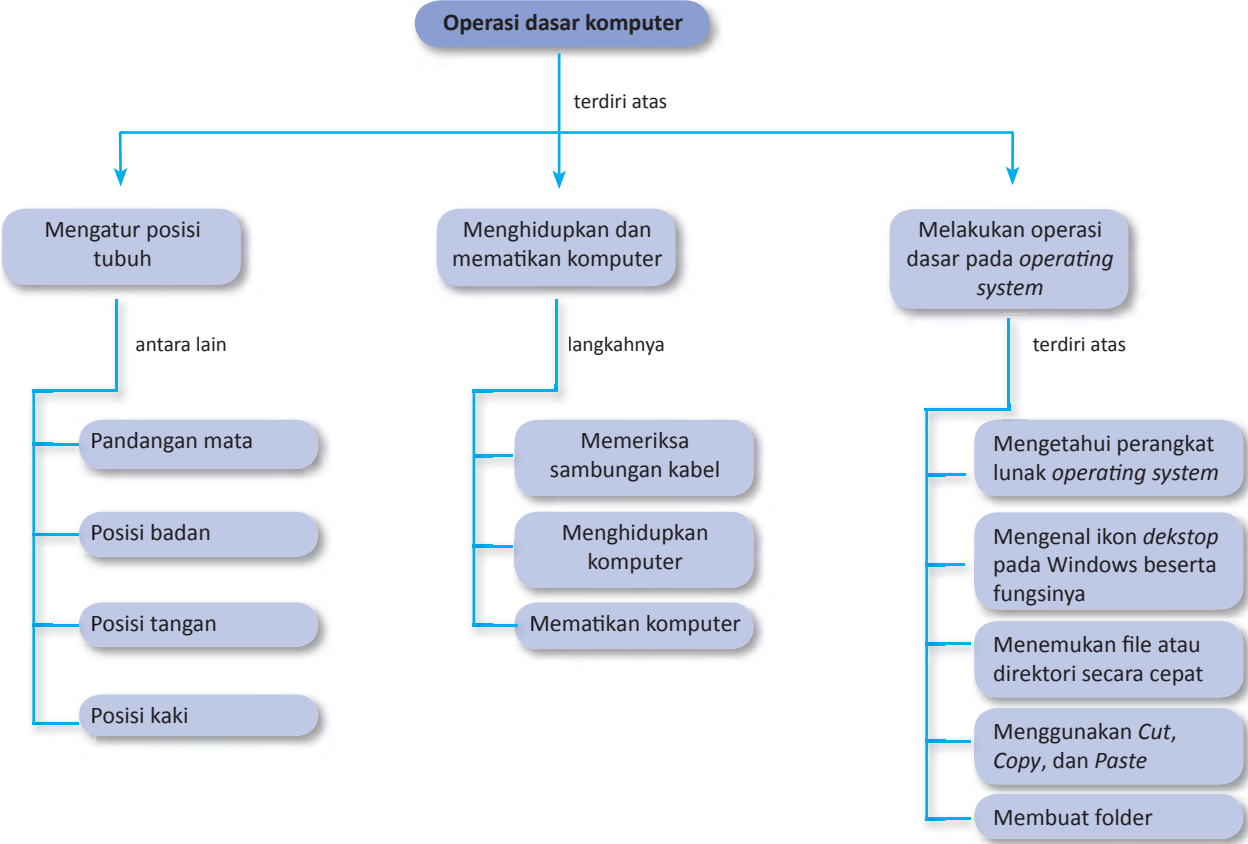 Operasi dasar komputer
terdiri atas
Mengatur posisi
tubuh
antara lain
Pandangan mata
Posisi badan
Posisi tangan
Posisi kaki
Menghidupkan dan
mematikan komputer
langkahnya
Memeriksa
sambungan kabel
Menghidupkan
komputer
Mematikan komputer
Melakukan operasi
dasar pada operating
system
terdiri atas
Mengetahui perangkat
lunak operating system
Mengenal ikon dekstop
pada Windows beserta
fungsinya
Menemukan file atau
direktori secara cepat
Menggunakan Cut,
Copy, dan Paste
Membuat folder